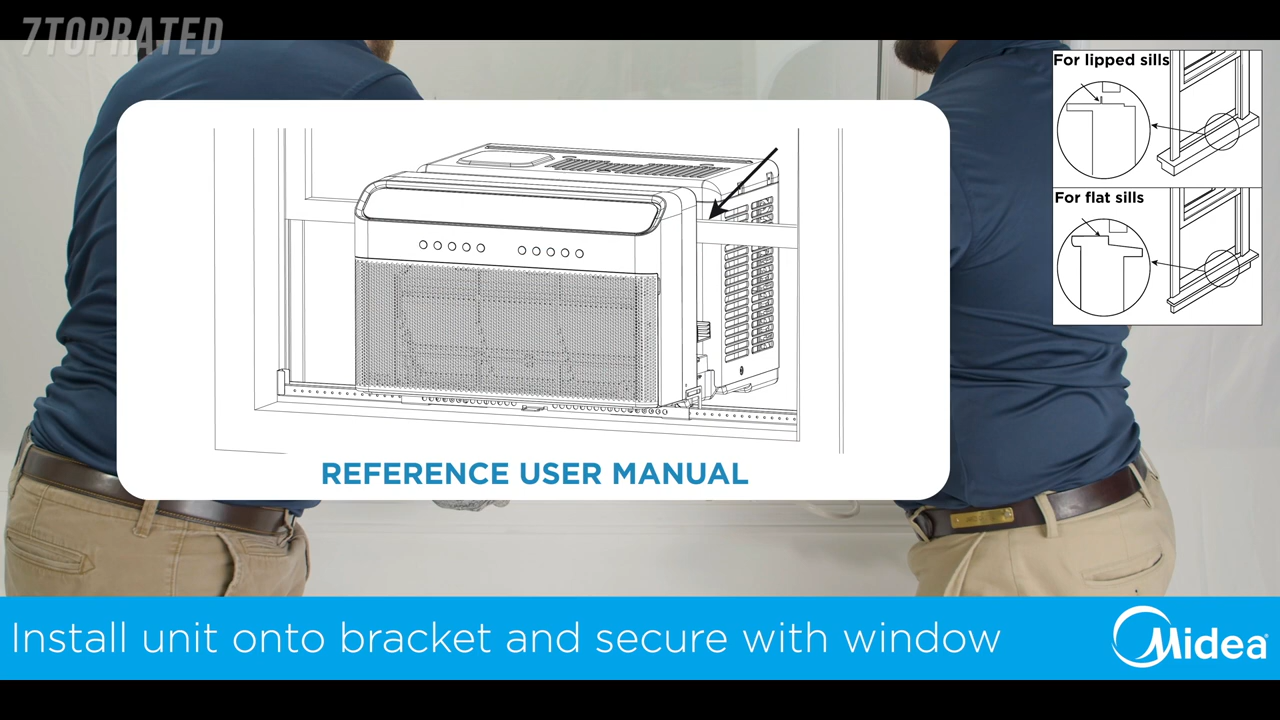 7TOPRATED
For lipped sills
For flat sills
REFERENCE USER MANUAL
Install unit onto bracket and secure with window
Midea